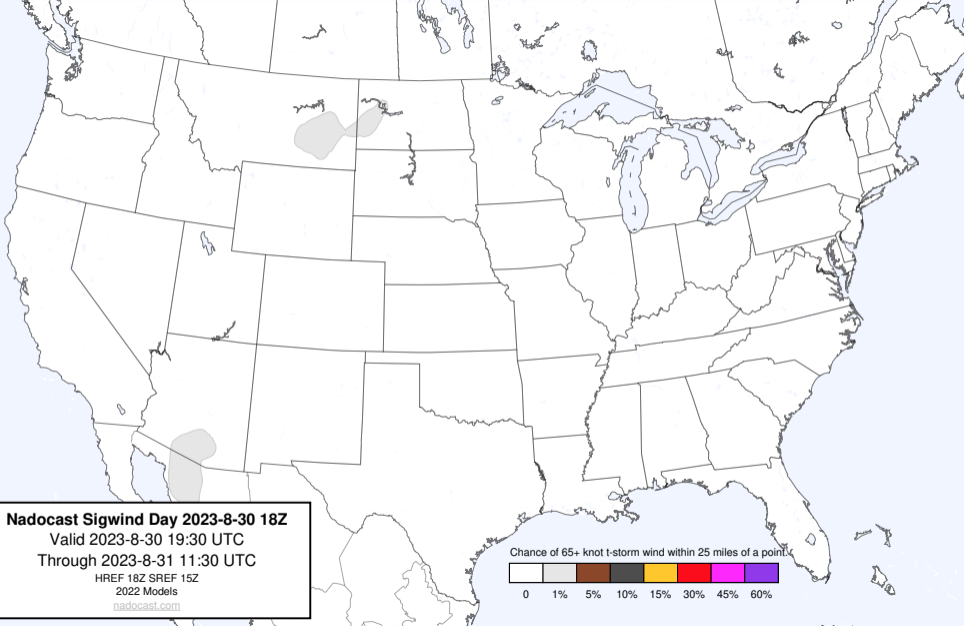 Nadocast Sigwind Day 2023-8-30 18Z
Valid 2023-8-30 19:30 UTC
Through 2023-8-31 11:30 UTC
HREF 18Z SREF 15Z
2022 Models
nadocast.com
Chance of 65+ knot t-storm wind within 25 miles of a point.
0 1% 5% 10% 15% 30% 45% 60%